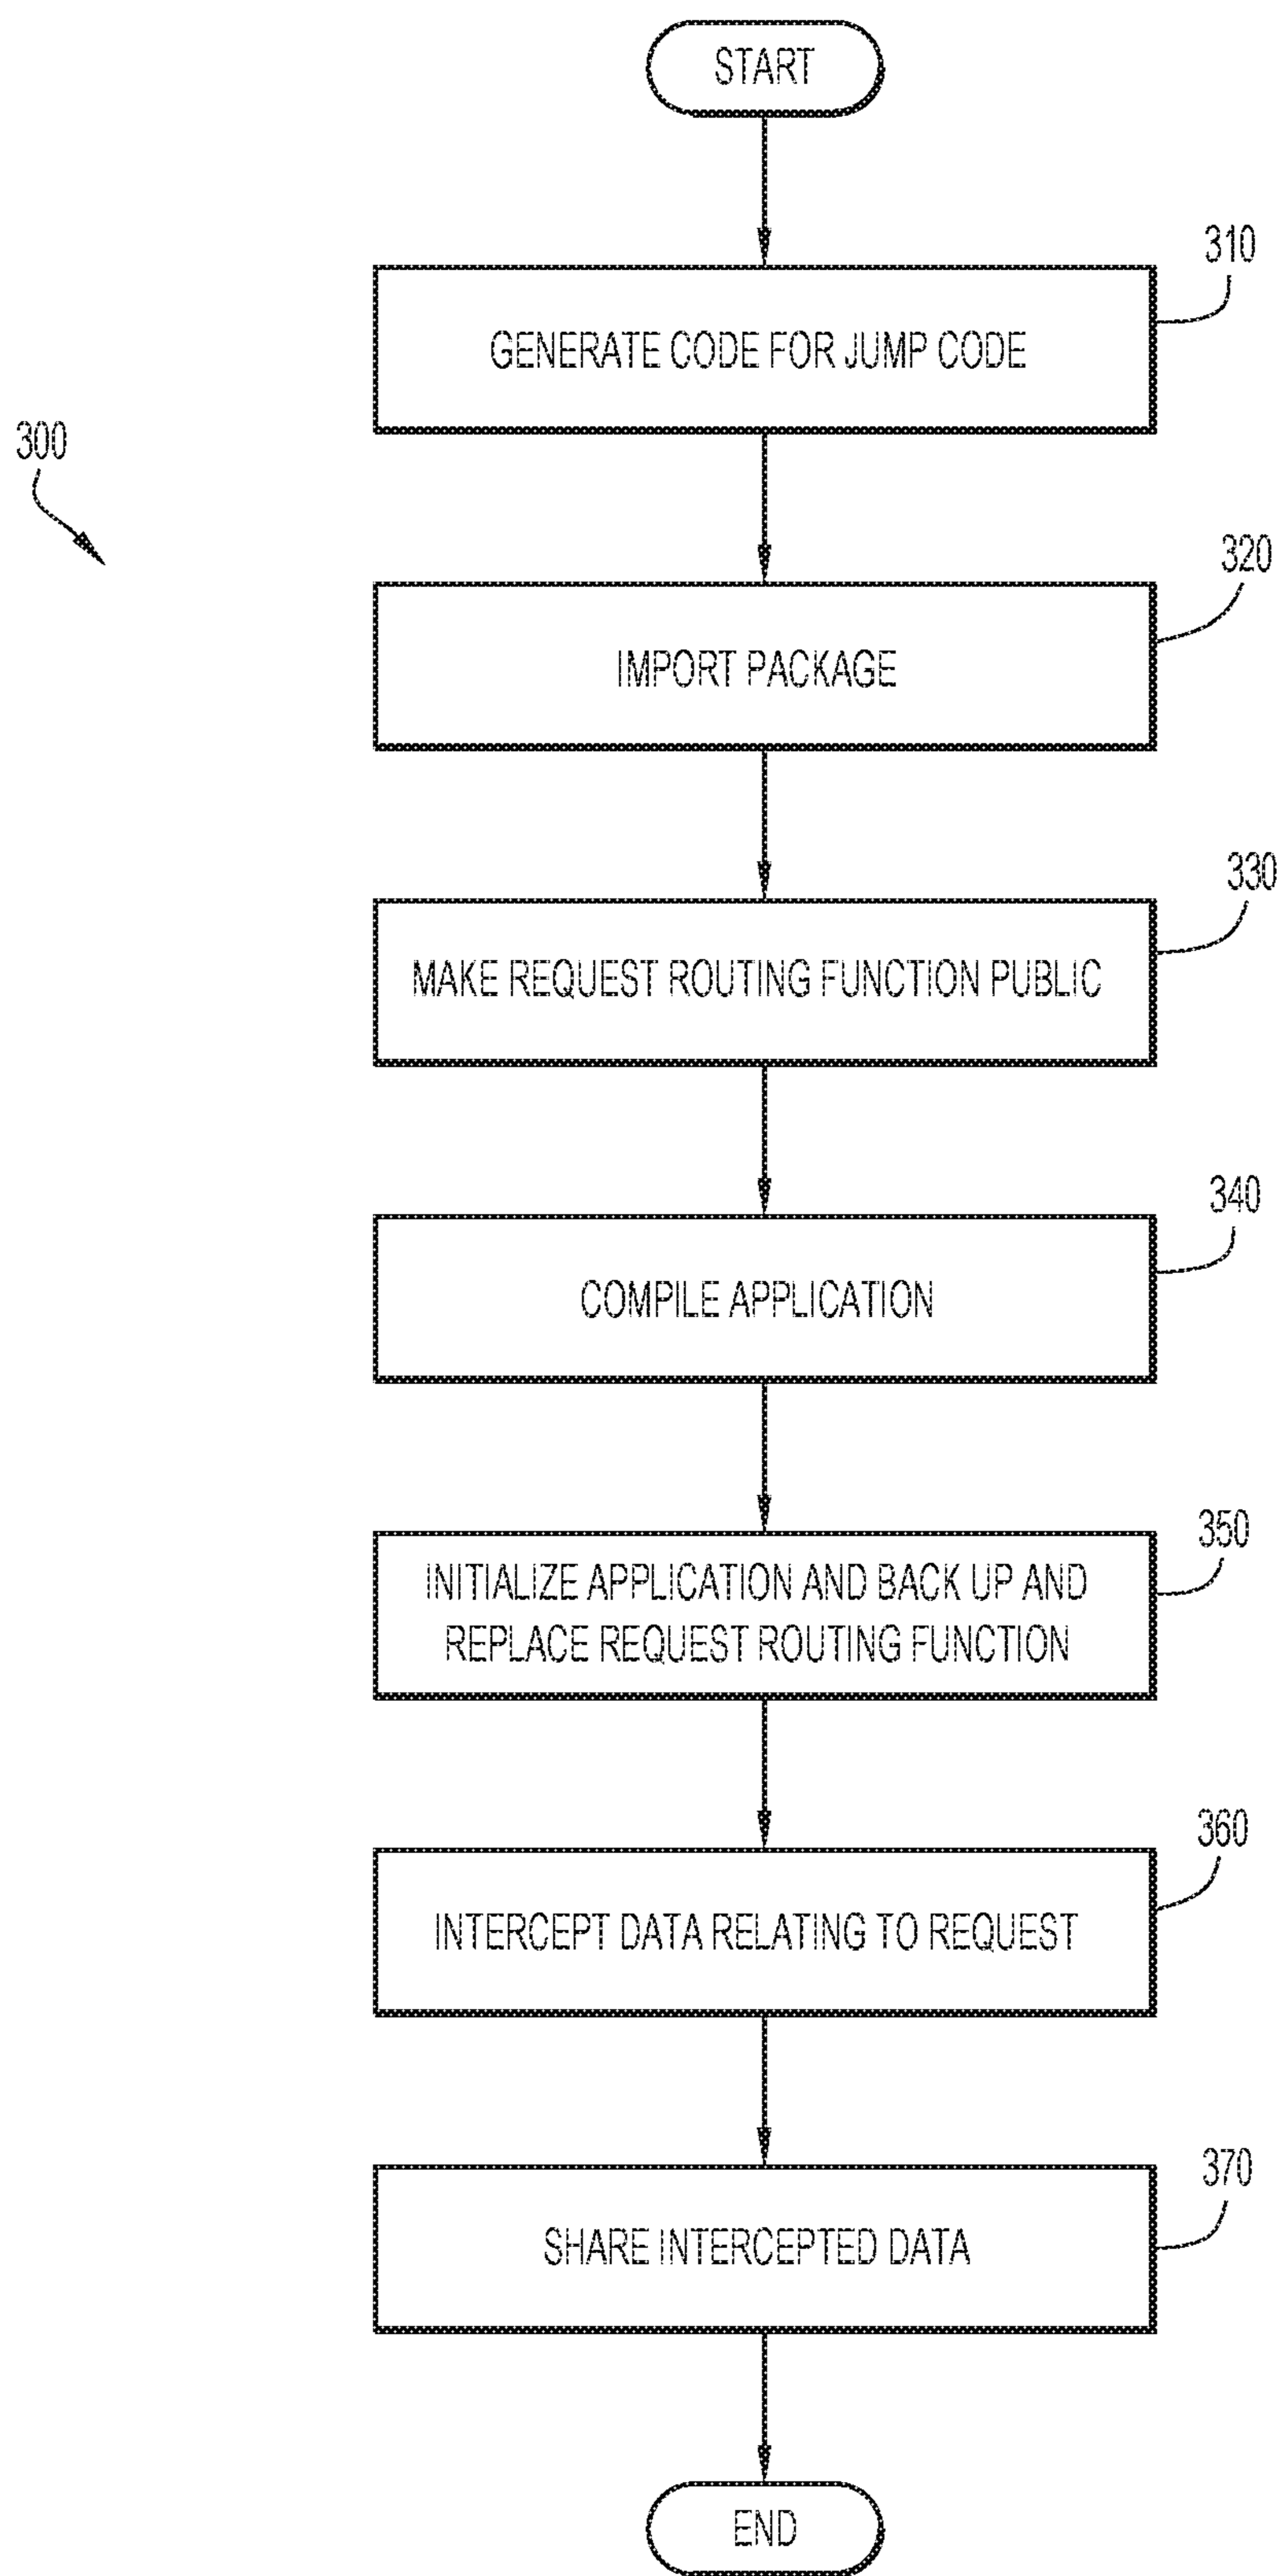 START
310
GENERATE CODE FOR JUMP CODE
300
320
IMPORT PACKAGE
330
MAKE REQUEST ROUTING FUNCTION PUBLIC
340
COMPILE APPLICATION
350
INITIALIZE APPLICATION AND BACK UP AND
REPLACE REQUEST ROUTING FUNCTION
360
INTERCEPT DATA RELATING TO REQUEST
370
SHARE INTERCEPTED DATA
END